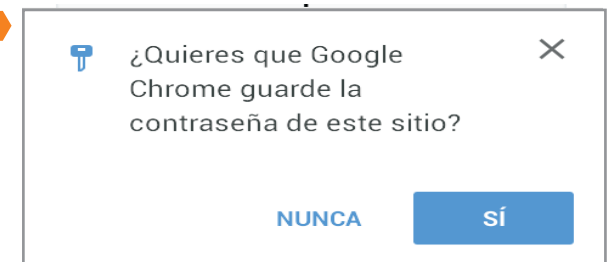 ¿Quieres que Google
Chrome guarde la
contraseña de este sitio?
NUNCA SÍ